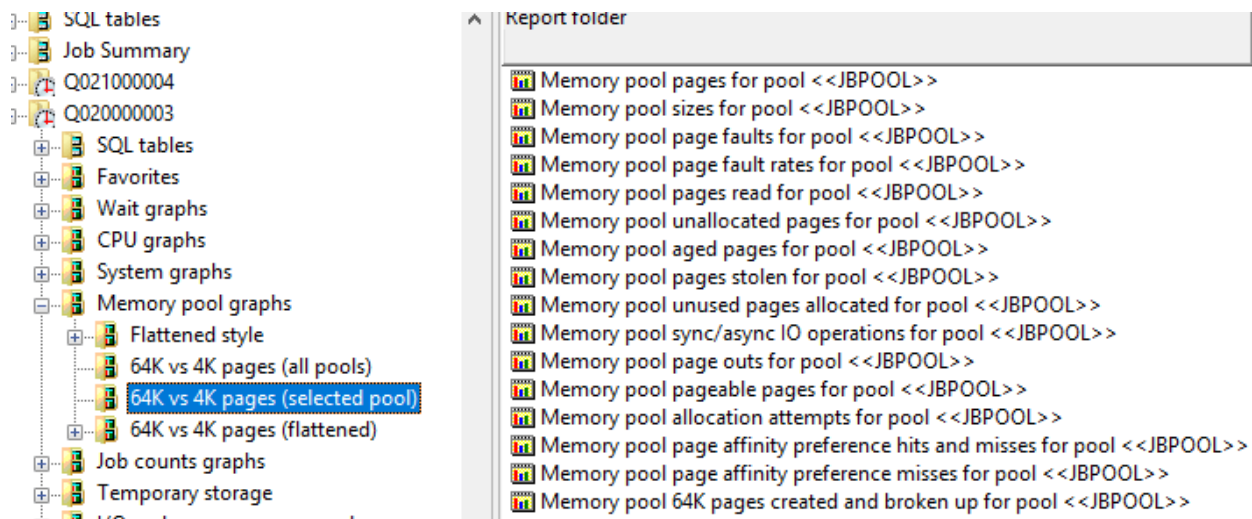 SQL tables
Job Summary
Q021000004
Q020000003
SQL tables
Favorites
Wait graphs
CPU graphs
System graphs
Memory pool graphs
Flattened style
64K vs 4K pages (all pools)
64K vs 4K pages (selected pool)
64K vs 4K pages (flattened)
Job counts graphs
Temporary storage
Report folder
Memory pool pages for pool <<JBPOOL>>
Memory pool sizes for pool <<JBPOOL>>
Memory pool page faults for pool <<JBPOOL>>
Memory pool page fault rates for pool <<JBPOOL>>
Memory pool pages read for pool <<JBPOOL>>
Memory pool unallocated pages for pool <<JBPOOL>>
Memory pool aged pages for pool <<JBPOOL>>
Memory pool pages stolen for pool <<JBPOOL>>
Memory pool unused pages allocated for pool <<JBPOOL>>
Memory pool sync/async IO operations for pool <<JBPOOL>>
Memory pool page outs for pool <<JBPOOL>>
Memory pool pageable pages for pool <<JBPOOL>>
Memory pool allocation attempts for pool <<JBPOOL>>
Memory pool page affinity preference hits and misses for pool <<JBPOOL>>
Memory pool page affinity preference misses for pool <<JBPOOL>>
Memory pool 64K pages created and broken up for pool <<JBPOOL>>